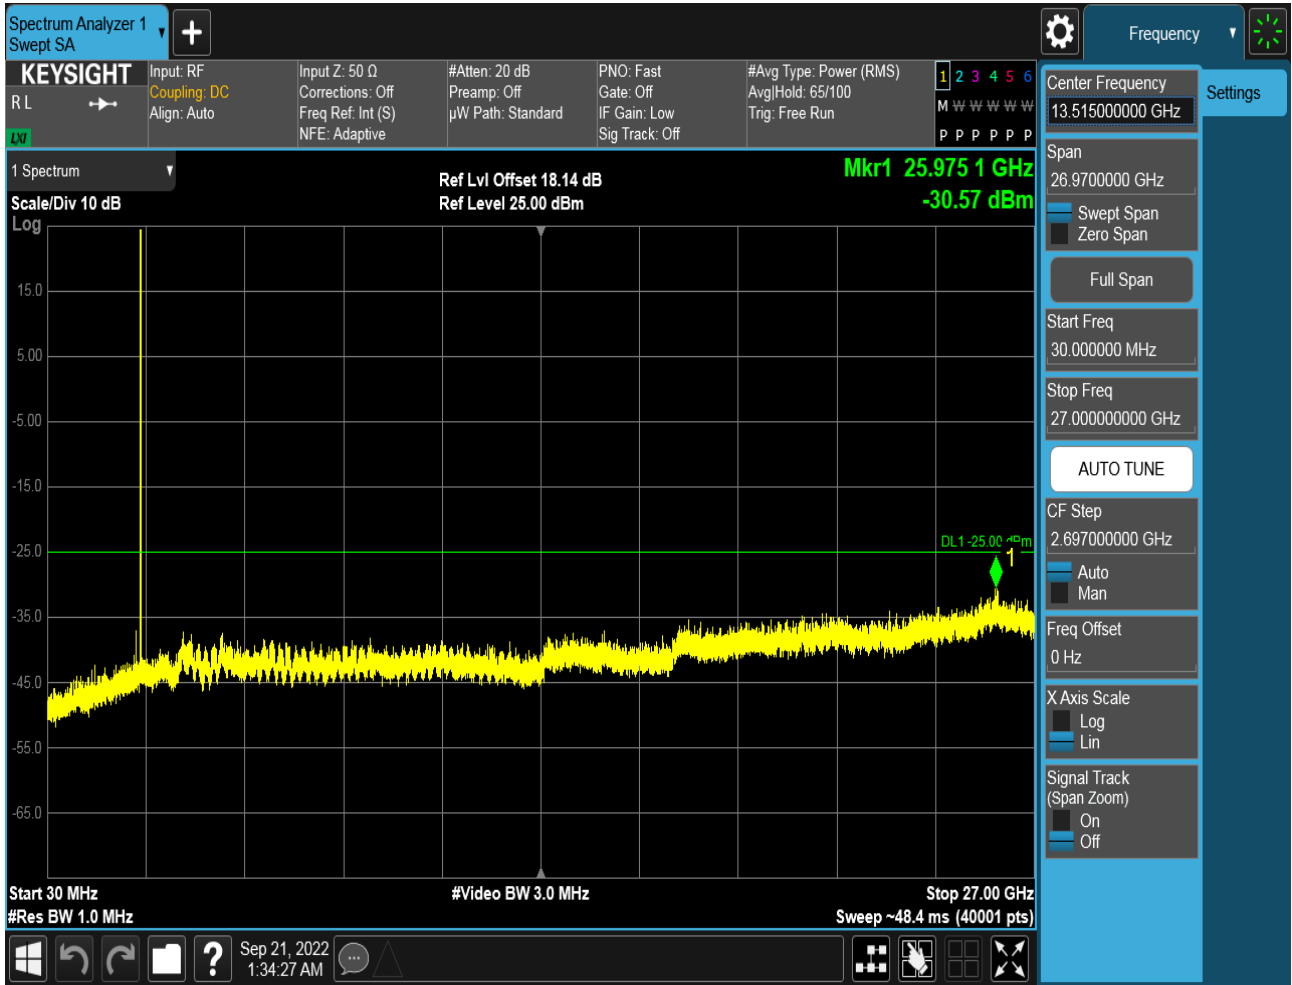 Spectrum Analyzer 1
Swept SA
Frequency
KEYSIGHT
R L
LXI
Input: RF
Coupling: DC
Align: Auto
Input Z: 50 Ω
Corrections: Off
Freq Ref: Int (S)
NFE: Adaptive
#Atten: 20 dB
Preamp: Off
µW Path: Standard
PNO: Fast
Gate: Off
IF Gain: Low
Sig Track: Off
#Avg Type: Power (RMS)
Avg|Hold: 65/100
Trig: Free Run
1 2 3 4 5 6
M W W W W W
P P P P P P
1 Spectrum
Scale/Div 10 dB
Log
Ref Lvl Offset 18.14 dB
Ref Level 25.00 dBm
Mkr1 25.975 1 GHz
-30.57 dBm
15.0
5.00
-5.00
-15.0
-25.0
-35.0
-45.0
-55.0
-65.0
DL1 -25.00 dBm
1
Start 30 MHz
#Res BW 1.0 MHz
#Video BW 3.0 MHz
Stop 27.00 GHz
Sweep ~48.4 ms (40001 pts)
?
Sep 21, 2022
1:34:27 AM
Center Frequency
13.515000000 GHz
Settings
Span
26.9700000 GHz
Swept Span
Zero Span
Full Span
Start Freq
30.000000 MHz
Stop Freq
27.000000000 GHz
AUTO TUNE
CF Step
2.697000000 GHz
Auto
Man
Freq Offset
0 Hz
X Axis Scale
Log
Lin
Signal Track
(Span Zoom)
On
Off